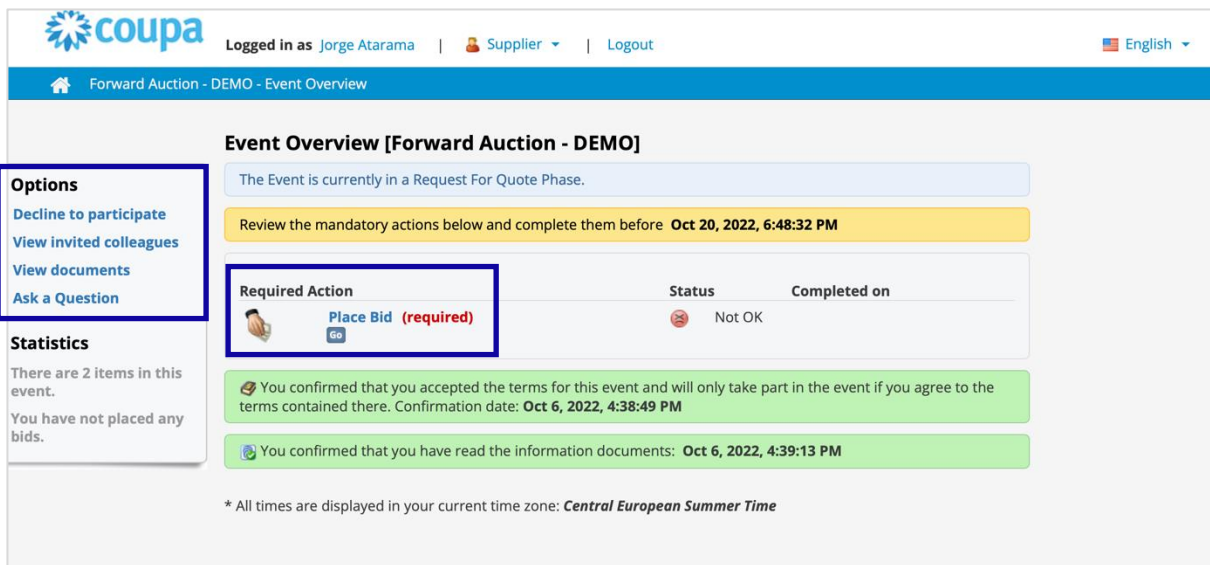 coupa
Logged in as Jorge Atarama | Supplier | Logout
English
Forward Auction - DEMO - Event Overview
Options
Decline to participate
View invited colleagues
View documents
Ask a Question
Statistics
There are 2 items in this
event.
You have not placed any
bids.
Event Overview [Forward Auction - DEMO]
The Event is currently in a Request For Quote Phase.
Review the mandatory actions below and complete them before Oct 20, 2022, 6:48:32 PM
Required Action Status Completed on
Place Bid (required) Not OK
Go
You confirmed that you accepted the terms for this event and will only take part in the event if you agree to the
terms contained there. Confirmation date: Oct 6, 2022, 4:38:49 PM
You confirmed that you have read the information documents: Oct 6, 2022, 4:39:13 PM
* All times are displayed in your current time zone: Central European Summer Time